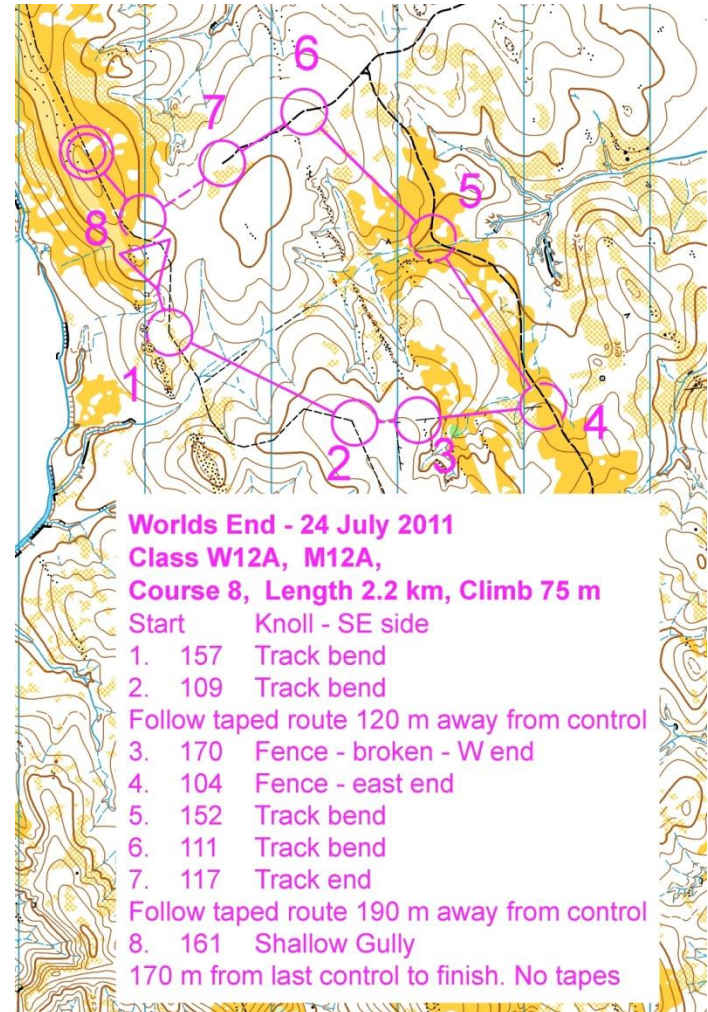 6
7
5
8
1
2
3
4
Worlds End - 24 July 2011
Class W12A, M12A,
Course 8, Length 2.2 km, Climb 75 m
Start Knoll - SE side
1. 157 Track bend
2. 109 Track bend
Follow taped route 120 m away from control
3. 170 Fence - broken - W end
4. 104 Fence - east end
5. 152 Track bend
6. 111 Track bend
7. 117 Track end
Follow taped route 190 m away from control
8. 161 Shallow Gully
170 m from last control to finish. No tapes